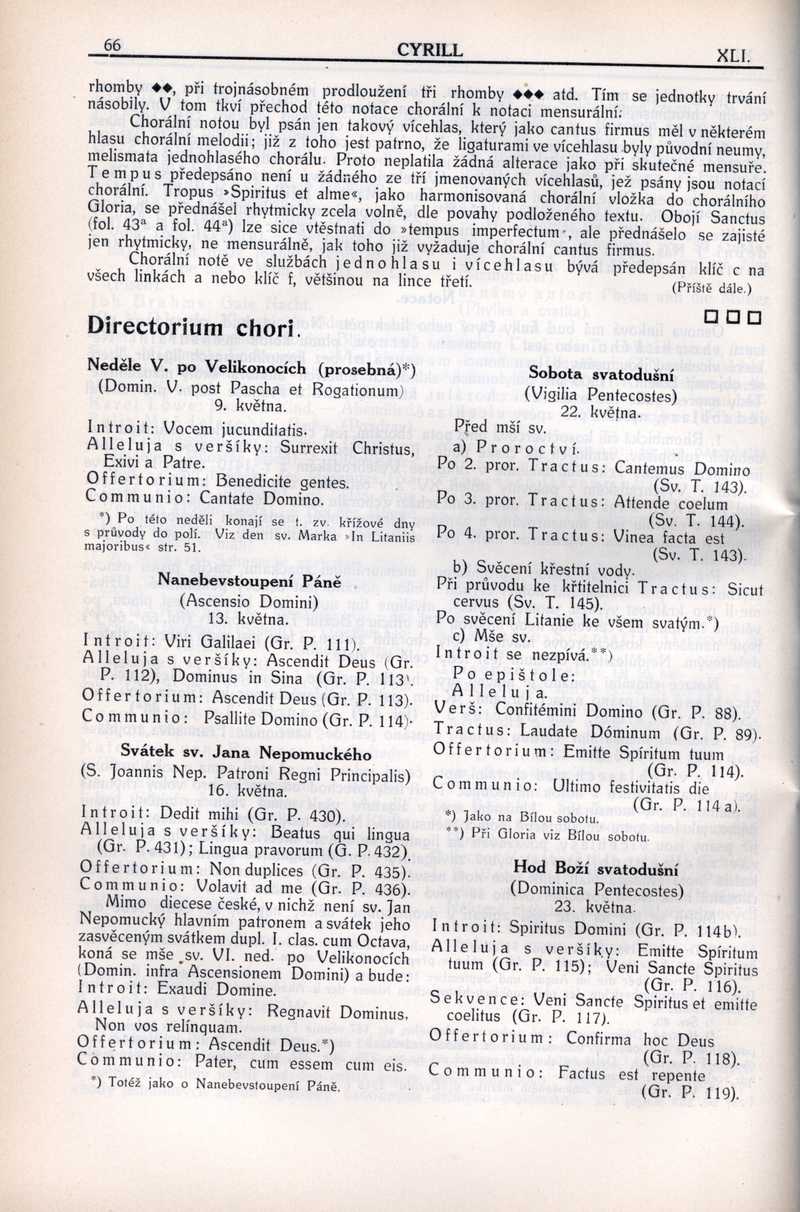 66
CYRILL
XLI.
rhomby ◆◆, při trojnásobném prodloužení tři rhomby ◆◆◆ atd. Tím se jednotky trvání
násobily. V tom tkví přechod této notace chorální k notaci mensurální.
Chorální notou byl psán jen takový vícehlas, který jako cantus firmus měl v některém
hlasu chorální melodii; již z toho jest patrno, že ligaturami ve vícehlasu byly původní neumy,
melismata jednohlasého chorálu. Proto neplatila žádná alterace jako při skutečné mensuře.
Tempus předepsáno není u žádného ze tří jmenovaných vícehlasů, jež psány jsou notací
chorální. Tropus »Spiritus et alme«, jako harmonisovaná chorální vložka do chorálního
Gloria, se přednášel rhytmicky zcela volně, dle povahy podloženého textu. Obojí Sanctus
(fol. 43ª a fol. 44ª) lze sice vtěstnati do »tempus imperfectum«, ale přednášelo se zajisté
jen rhytmicky, ne mensurálně, jak toho již vyžaduje chorální cantus firmus.
Chorální notě ve službách jednohlasu i vícehlasu bývá předepsán klíč c na
všech linkách a nebo klíč f, většinou na lince třetí.
(Příště dále.)
Directorium chori.
Neděle V. po Velikonocích (prosebná)*)
(Domin. V. post Pascha et Rogationum)
9. května.
Introit: Vocem jucunditatis.
Alleluja s veršíky: Surrexit Christus,
Exivi a Patre.
Offertorium: Benedicite gentes.
Communio: Cantate Domino.
*) Po této neděli konají se t. zv. křížové dny
s průvody do polí. Viz den sv. Marka »In Litaniis
majoribus« str. 51.
Nanebevstoupení Páně
(Ascensio Domini)
13. května.
Introit: Viri Galilaei (Gr. P. 111).
Alleluja s veršíky: Ascendit Deus (Gr.
P. 112), Dominus in Sina (Gr. P. 113).
Offertorium: Ascendit Deus (Gr. P. 113).
Communio: Psallite Domino (Gr. P. 114).
Svátek sv. Jana Nepomuckého
(S. Joannis Nep. Patroni Regni Principalis)
16. května.
Introit: Dedit mihi (Gr. P. 430).
Alleluja s veršíky: Beatus qui lingua
(Gr. P. 431); Lingua pravorum (G. P. 432).
Offertorium: Non duplices (Gr. P. 435).
Communio: Volavit ad me (Gr. P. 436).
Mimo diecese české, v nichž není sv. Jan
Nepomucký hlavním patronem a svátek jeho
zasvěceným svátkem dupl. I. clas. cum Octava,
koná se mše sv. VI. ned. po Velikonocích
(Domin. infra Ascensionem Domini) a bude:
Introit: Exaudi Domine.
Alleluja s veršíky: Regnavit Dominus,
Non vos relinquam.
Offertorium: Ascendit Deus.*)
Communio: Pater, cum essem cum eis.
*) Totéž jako o Nanebevstoupení Páně.
Sobota svatodušní
(Vigilia Pentecostes)
22. května.
Před mší sv.
a) Proroctví.
Po 2. pror. Tractus: Cantemus Domino
(Sv. T. 143).
Po 3. pror. Tractus: Attende coelum
(Sv. T. 144).
Po 4. pror. Tractus: Vinea facta est
(Sv. T. 143).
b) Svěcení křestní vody.
Při průvodu ke křtitelnici Tractus: Sicut
cervus (Sv. T. 145).
Po svěcení Litanie ke všem svatým.*)
c) Mše sv.
Introit se nezpívá.**)
Po epištole:
Alleluja.
Verš: Confitémini Domino (Gr. P. 88).
Tractus: Laudate Dóminum (Gr. P. 89).
Offertorium: Emitte Spíritum tuum
(Gr. P. 114).
Communio: Ultimo festivitatis die
(Gr. P. 114a).
*) Jako na Bílou sobotu.
**) Při Gloria viz Bílou sobotu.
Hod Boží svatodušní
(Dominica Pentecostes)
23. května.
Introit: Spiritus Domini (Gr. P. 114b).
Alleluja s veršíky: Emitte Spíritum
tuum (Gr. P. 115); Veni Sancte Spiritus
(Gr. P. 116).
Sekvence: Veni Sancte Spiritus et emitte
coelitus (Gr. P. 117).
Offertorium: Confirma hoc Deus
(Gr. P. 118).
Communio: Factus est repente
(Gr. P. 119).